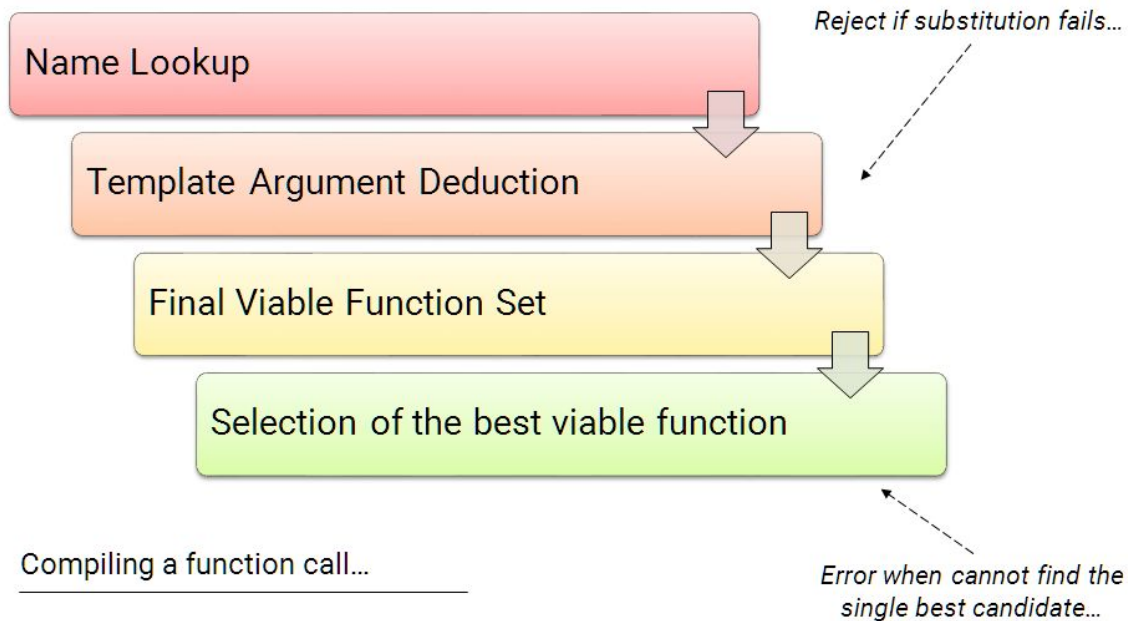 Reject if substitution fails…
Name Lookup
Template Argument Deduction
Final Viable Function Set
Selection of the best viable function
Compiling a function call…
Error when cannot find the
single best candidate…